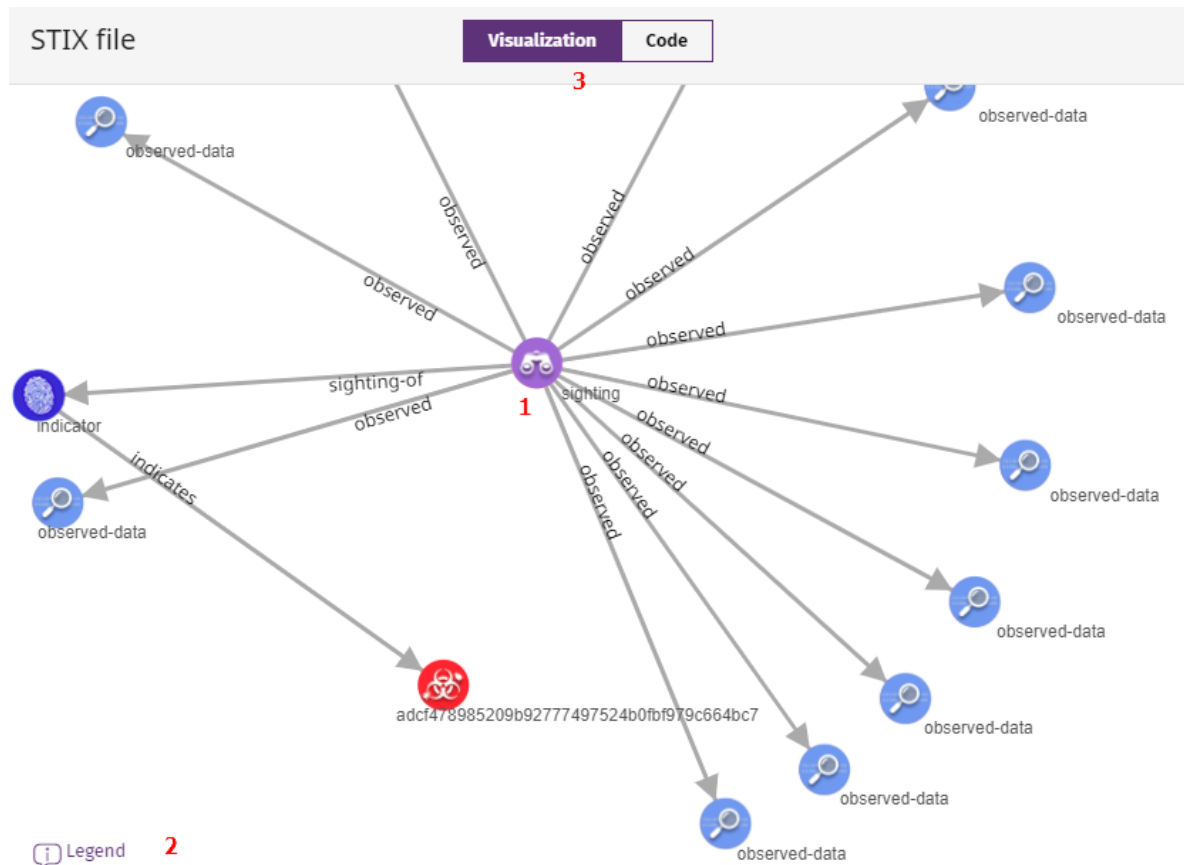 STIX file
Visualization
Code
3
observed-data
observed-data
observed
observed
observed
observed
observed
observed-data
observed
observed
sighting-of
sighting
1
indicator
observed
observed
observed
observed
observed
indicates
observed-data
observed-data
observed-data
observed-data
adcf478985209b92777497524b0fbf979c664bc7
observed-data
observed-data
observed-data
i Legend
2